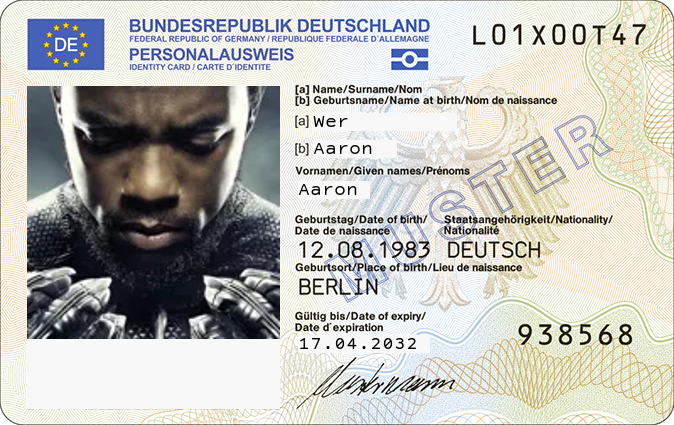 DE
BUNDESREPUBLIK DEUTSCHLAND
FEDERAL REPUBLIC OF GERMANY / REPUBLIQUE FEDERALE D´ALLEMAGNE
PERSONALAUSWEIS
IDENTITY CARD / CARTE D´IDENTITE
L01X00T47
[a] Name/Surname/Nom
[b] Geburtsname/Name at birth/Nom de naissance
[a] Wer
[b] Aaron
Vornamen/Given names/Prénoms
Aaron
MUSTER
Geburtstag/Date of birth/ Staatsangehörigkeit/Nationality/
Date de naissance Nationalité
12.08.1983 DEUTSCH
Geburtsort/Place of birth/Lieu de naissance
BERLIN
Gültig bis/Date of expiry/
Date d´expiration
17.04.2032
938568
Mustermann